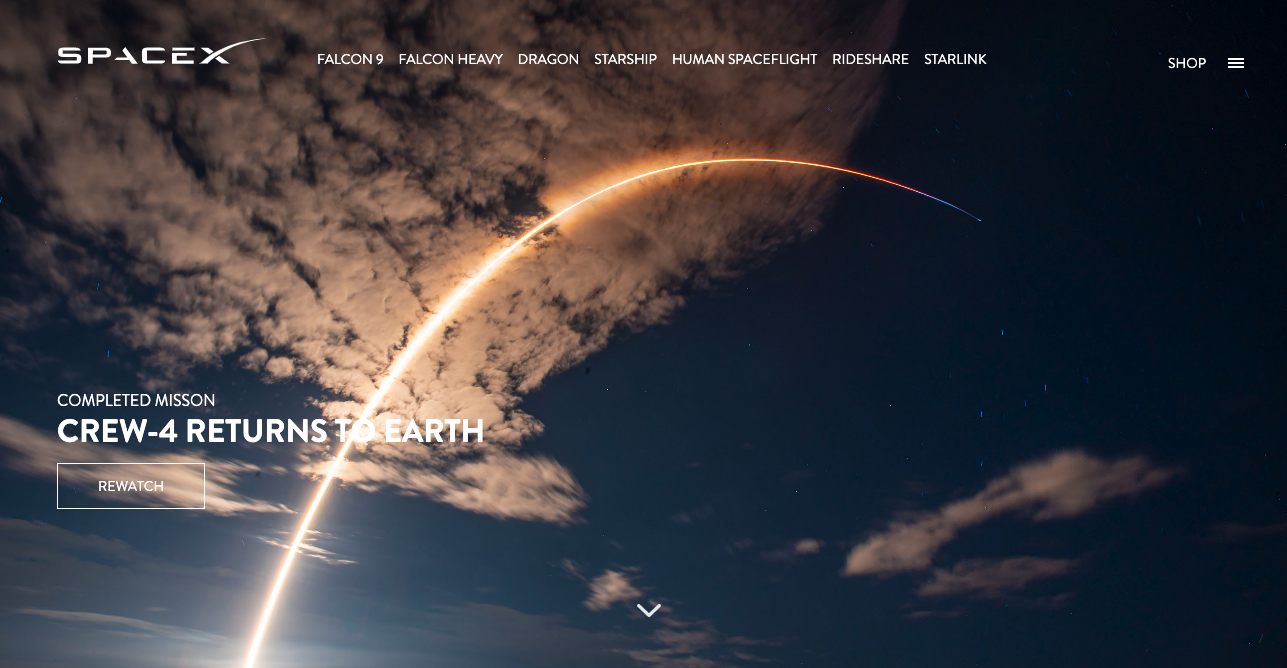 SPACEX FALCON 9 FALCON HEAVY DRAGON STARSHIP HUMAN SPACEFLIGHT RIDESHARE STARLINK SHOP
COMPLETED MISSON
CREW-4 RETURNS TO EARTH
REWATCH